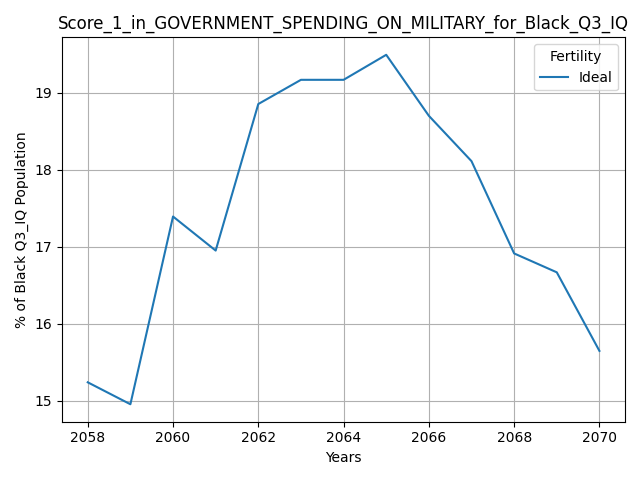 Score_1_in_GOVERNMENT_SPENDING_ON_MILITARY_for_Black_Q3_IQ
Fertility
Ideal
% of Black Q3_IQ Population
19
18
17
16
15
2058 2060 2062 2064 2066 2068 2070
Years